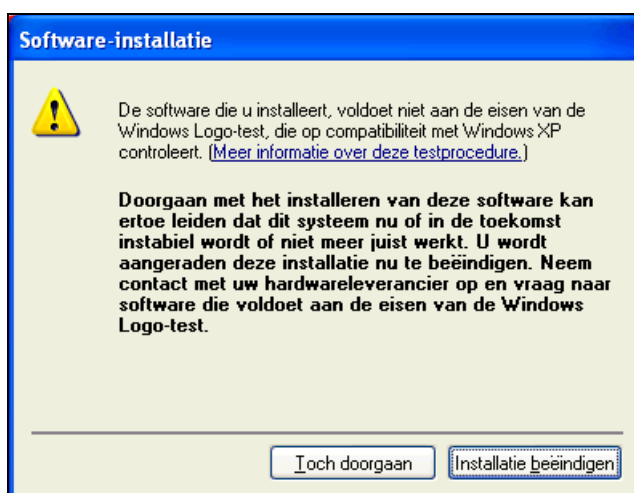 Software-installatie
De software die u installeert, voldoet niet aan de eisen van de
Windows Logo-test, die op compatibiliteit met Windows XP
controleert. (Meer informatie over deze testprocedure.)
Doorgaan met het installeren van deze software kan
ertoe leiden dat dit systeem nu of in de toekomst
instabiel wordt of niet meer juist werkt. U wordt
aangeraden deze installatie nu te beëindigen. Neem
contact met uw hardwareleverancier op en vraag naar
software die voldoet aan de eisen van de Windows
Logo-test.
Toch doorgaan Installatie beëindigen